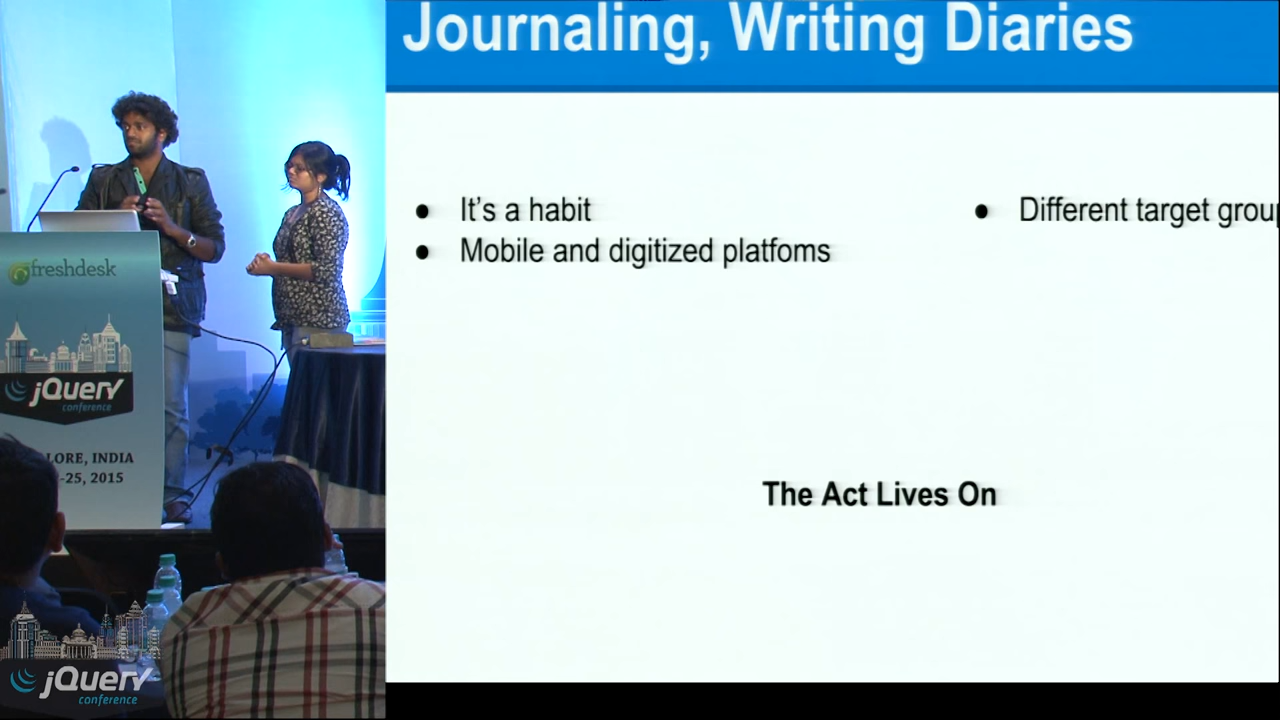 Journaling, Writing Diaries
● It's a habit
● Mobile and digitized platfoms
● Different target
The Act Lives On
freshdesk
jQuery
conference
LORE, INDIA
-25, 2015
jQuery
conference